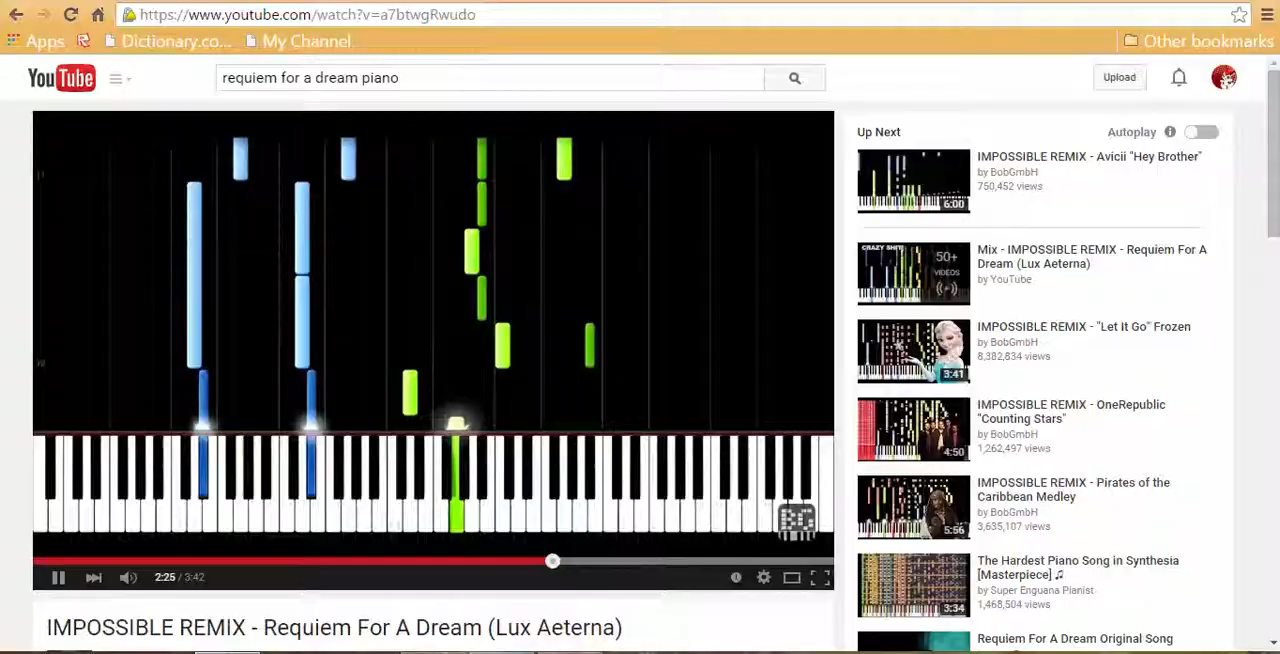 https://www.youtube.com/watch?v=a7btwgRwudo
Apps
Dictionary.co...
My Channel
Other bookmarks
YouTube
requiem for a dream piano
Upload
Up Next
Autoplay
IMPOSSIBLE REMIX - Avicii "Hey Brother"
by BobGmbH
750,452 views
6:00
CRAZY SHIT!
50+
VIDEOS
Mix - IMPOSSIBLE REMIX - Requiem For A
Dream (Lux Aeterna)
by YouTube
IMPOSSIBLE REMIX - "Let It Go" Frozen
by BobGmbH
8,382,834 views
3:41
IMPOSSIBLE REMIX - OneRepublic
"Counting Stars"
by BobGmbH
1,262,497 views
4:50
IMPOSSIBLE REMIX - Pirates of the
Caribbean Medley
by BobGmbH
3,635,107 views
5:56
The Hardest Piano Song in Synthesia
[Masterpiece] ♫
by Super Enguana Pianist
1,468,504 views
3:34
Requiem For A Dream Original Song
BG
2:25 / 3:42
IMPOSSIBLE REMIX - Requiem For A Dream (Lux Aeterna)